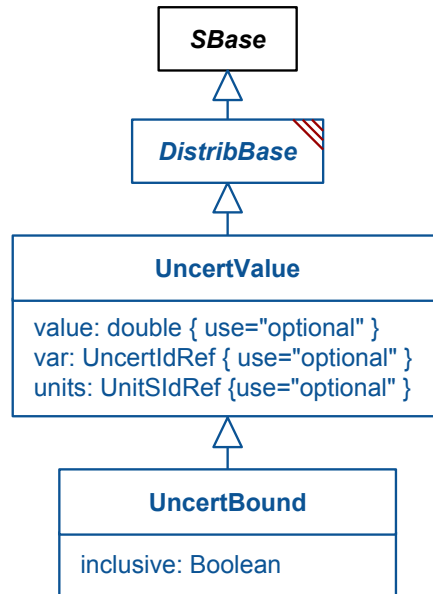 SBase
DistribBase
UncertValue
value: double { use="optional" }
var: UncertIdRef { use="optional" }
units: UnitSIdRef {use="optional" }
UncertBound
inclusive: Boolean